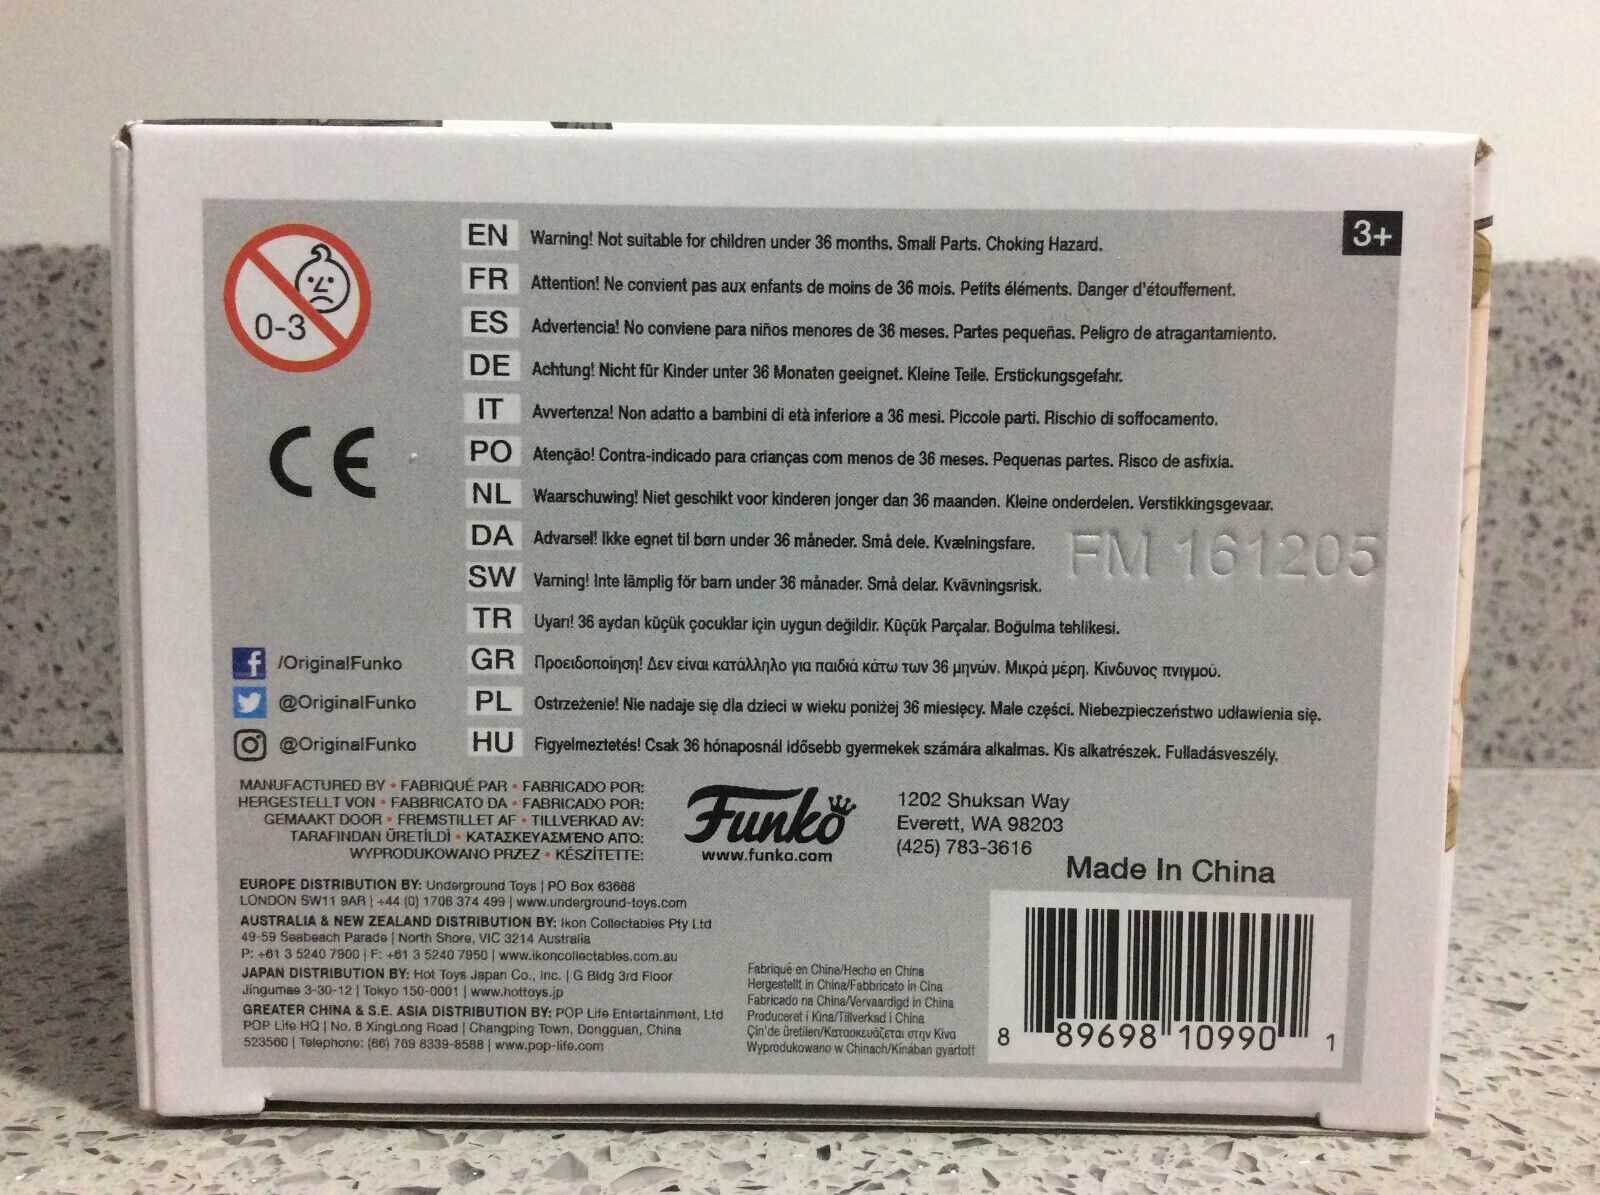 0-3
CE
EN Warning! Not suitable for children under 36 months. Small Parts. Choking Hazard.
3+
FR Attention! Ne convient pas aux enfants de moins de 36 mois. Petits éléments. Danger d'étouffement.
ES Advertencia! No conviene para niños menores de 36 meses. Partes pequeñas. Peligro de atragantamiento.
DE Achtung! Nicht für Kinder unter 36 Monaten geeignet. Kleine Teile. Erstickungsgefahr.
IT Avvertenza! Non adatto a bambini di età inferiore a 36 mesi. Piccole parti. Rischio di soffocamento.
PO Atenção! Contra-indicado para crianças com menos de 36 meses. Pequenas partes. Risco de asfixia.
NL Waarschuwing! Niet geschikt voor kinderen jonger dan 36 maanden. Kleine onderdelen. Verstikkingsgevaar.
DA Advarsel! Ikke egnet til børn under 36 måneder. Små dele. Kvælningsfare.
FM 161205
SW Varning! Inte lämplig för barn under 36 månader. Små delar. Kvävningsrisk.
TR Uyarı! 36 aydan küçük çocuklar için uygun değildir. Küçük Parçalar. Boğulma tehlikesi.
GR Προειδοποίηση! Δεν είναι κατάλληλο για παιδιά κάτω των 36 μηνών. Μικρά μέρη. Κίνδυνος πνιγμού.
PL Ostrzeżenie! Nie nadaje się dla dzieci w wieku poniżej 36 miesięcy. Małe części. Niebezpieczeństwo udławienia się.
HU Figyelmeztetés! Csak 36 hónaposnál idősebb gyermekek számára alkalmas. Kis alkatrészek. Fulladásveszély.
/OriginalFunko
@OriginalFunko
@OriginalFunko
MANUFACTURED BY • FABRIQUÉ PAR • FABRICADO POR:
HERGESTELLT VON • FABBRICATO DA • FABRICADO POR:
GEMAAKT DOOR • FREMSTILLET AF • TILLVERKAD AV:
TARAFINDAN ÜRETİLDİ • ΚΑΤΑΣΚΕΥΑΣΜΈΝΟ ΑΠΌ:
WYPRODUKOWANO PRZEZ • KÉSZÍTETTE:
Funko
www.funko.com
1202 Shuksan Way
Everett, WA 98203
(425) 783-3616
Made In China
EUROPE DISTRIBUTION BY: Underground Toys | PO Box 63668
LONDON SW11 9AR | +44 (0) 1708 374 499 | www.underground-toys.com
AUSTRALIA & NEW ZEALAND DISTRIBUTION BY: Ikon Collectables Pty Ltd
49-59 Seabeach Parade | North Shore, VIC 3214 Australia
P: +61 3 5240 7900 | F: +61 3 5240 7950 | www.ikoncollectables.com.au
JAPAN DISTRIBUTION BY: Hot Toys Japan Co., Inc. | G Bldg 3rd Floor
Jingumae 3-30-12 | Tokyo 150-0001 | www.hottoys.jp
GREATER CHINA & S.E. ASIA DISTRIBUTION BY: POP Life Entertainment, Ltd
POP Life HQ | No. 8 XingLong Road | Changping Town, Dongguan, China
523560 | Telephone: (86) 769 8339-8588 | www.pop-life.com
Fabriqué en Chine/Hecho en China
Hergestellt in China/Fabbricato in Cina
Fabricado na China/Vervaardigd in China
Produceret i Kina/Tillverkad i China
Çin'de üretilen/Κατασκευάζεται στην Κίνα
Wyprodukowano w Chinach/Kínában gyártott
8 89698 10990 1